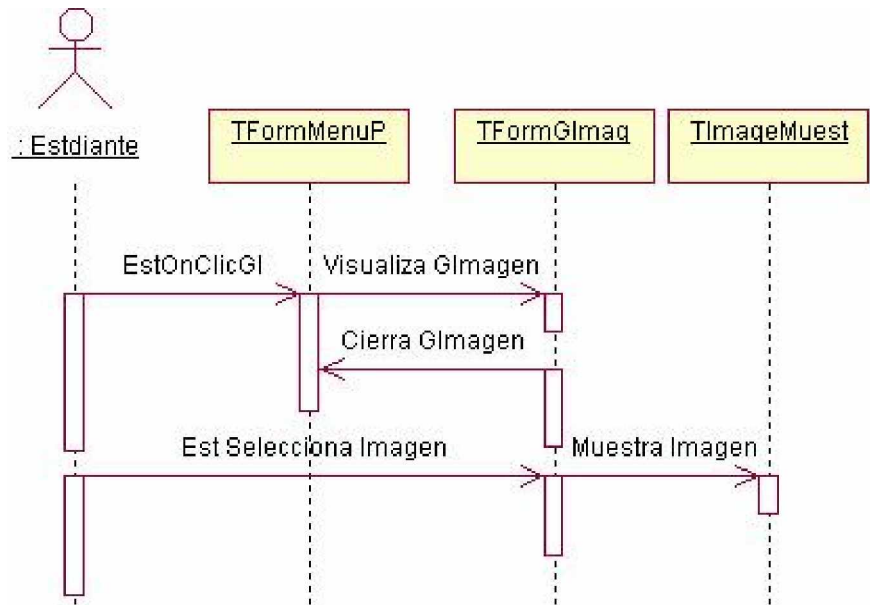 : Estdiante
TFormMenuP
TFormGImag
TImageMuest
EstOnClicGI
Visualiza GImagen
Cierra GImagen
Est Selecciona Imagen
Muestra Imagen